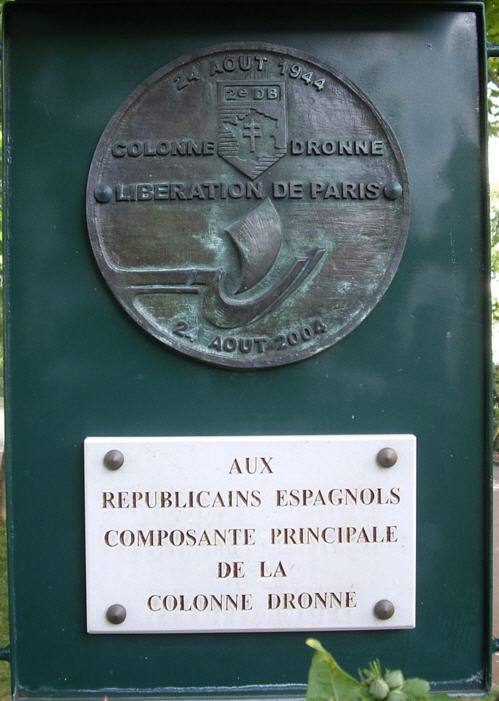 24 AOUT 1944
2e DB
COLONNE DRONNE
LIBERATION DE PARIS
24 AOUT 2004
AUX
REPUBLICAINS ESPAGNOLS
COMPOSANTE PRINCIPALE
DE LA
COLONNE DRONNE